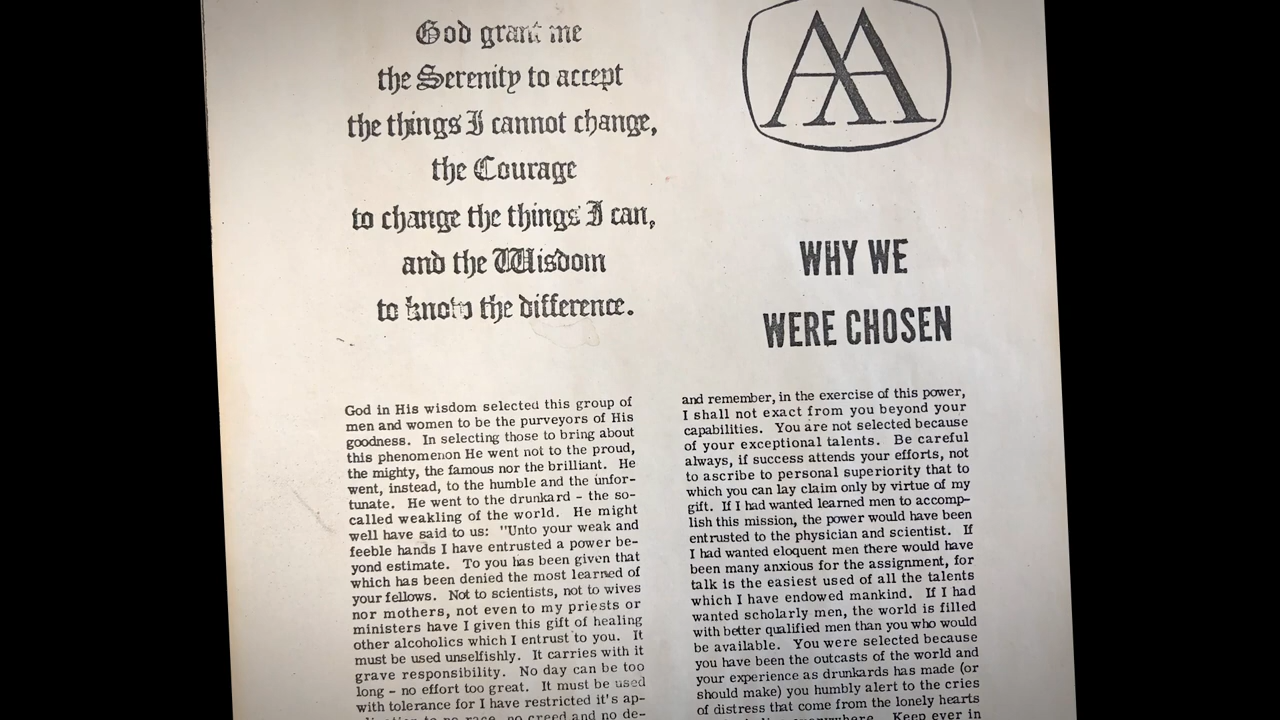 God grant me
the Serenity to accept
the things I cannot change,
the Courage
to change the things I can,
and the Wisdom
to know the difference.
AA
WHY WE
WERE CHOSEN
God in His wisdom selected this group of
men and women to be the purveyors of His
goodness. In selecting those to bring about
this phenomenon He went not to the proud,
the mighty, the famous nor the brilliant. He
went, instead, to the humble and the unfor-
tunate. He went to the drunkard - the so-
called weakling of the world. He might
well have said to us: "Unto your weak and
feeble hands I have entrusted a power be-
yond estimate. To you has been given that
which has been denied the most learned of
your fellows. Not to scientists, not to wives
nor mothers, not even to my priests or
ministers have I given this gift of healing
other alcoholics which I entrust to you. It
must be used unselfishly. It carries with it
grave responsibility. No day can be too
long - no effort too great. It must be used
with tolerance for I have restricted it's ap-
plication to no race, no creed and no de-
and remember, in the exercise of this power,
I shall not exact from you beyond your
capabilities. You are not selected because
of your exceptional talents. Be careful
always, if success attends your efforts, not
to ascribe to personal superiority that to
which you can lay claim only by virtue of my
gift. If I had wanted learned men to accomp-
lish this mission, the power would have been
entrusted to the physician and scientist. If
I had wanted eloquent men there would have
been many anxious for the assignment, for
talk is the easiest used of all the talents
which I have endowed mankind. If I had
wanted scholarly men, the world is filled
with better qualified men than you who would
be available. You were selected because
you have been the outcasts of the world and
your experience as drunkards has made (or
should make) you humbly alert to the cries
of distress that come from the lonely hearts
everywhere. Keep ever in